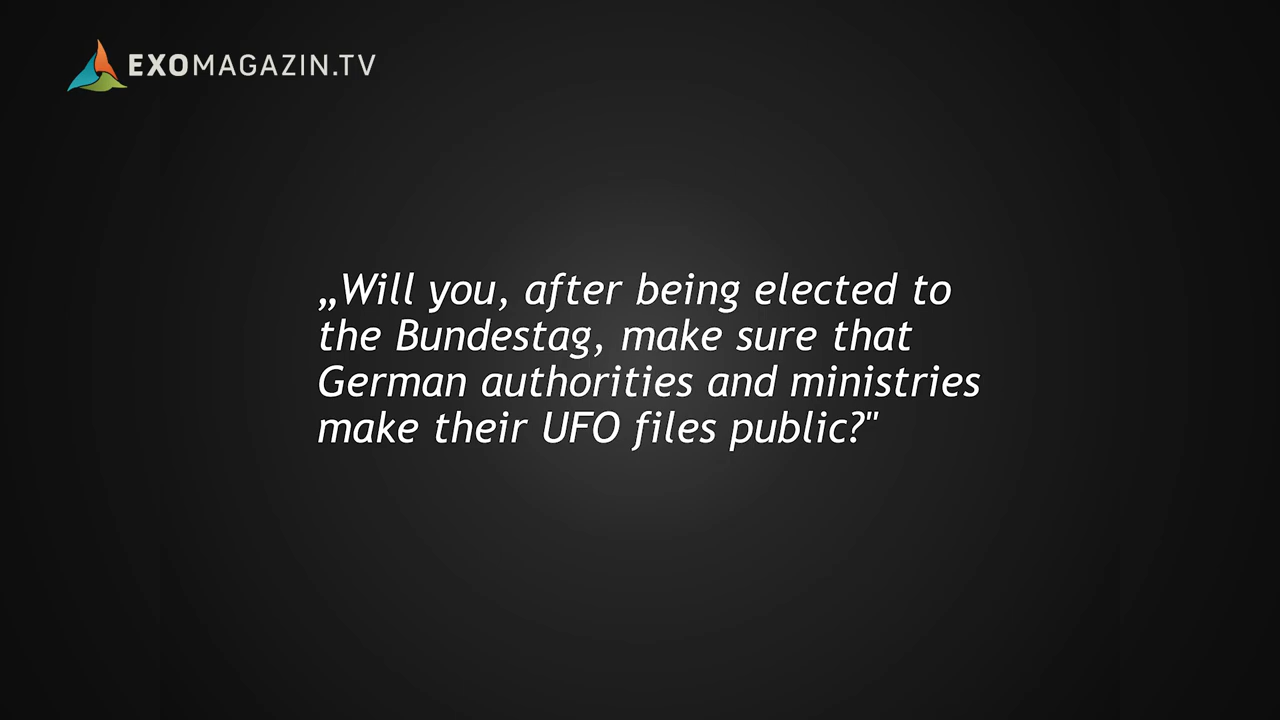 EXOMAGAZIN.TV
„Will you, after being elected to
the Bundestag, make sure that
German authorities and ministries
make their UFO files public?"